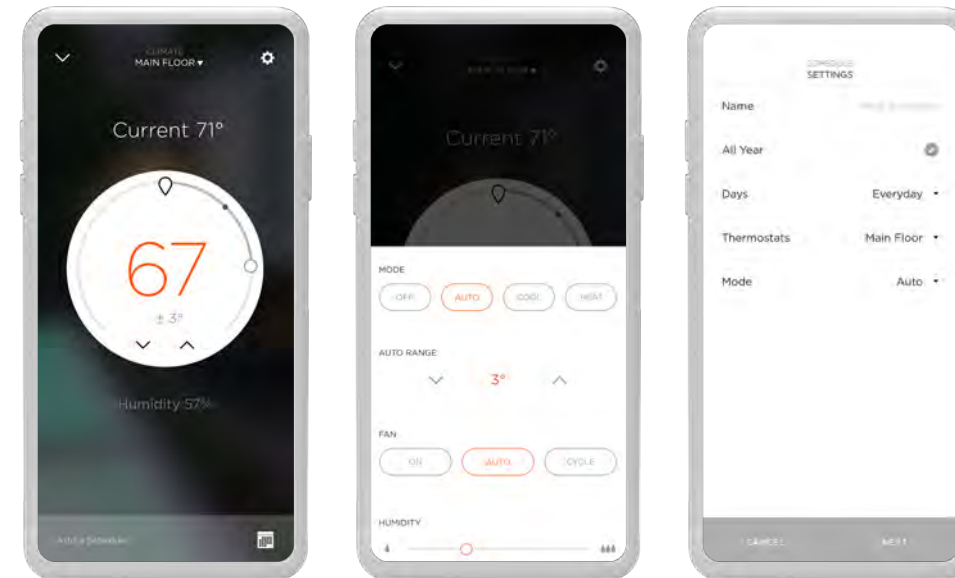 CLIMATE
MAIN FLOOR ▾
Current 71°
67
± 3°
Humidity 57%
Add a Schedule
Current 71°
MODE
OFF AUTO COOL HEAT
AUTO RANGE
3°
FAN
ON AUTO CYCLE
HUMIDITY
SCHEDULE
SETTINGS
Name
All Year
Days Everyday
Thermostats Main Floor
Mode Auto
CANCEL NEXT